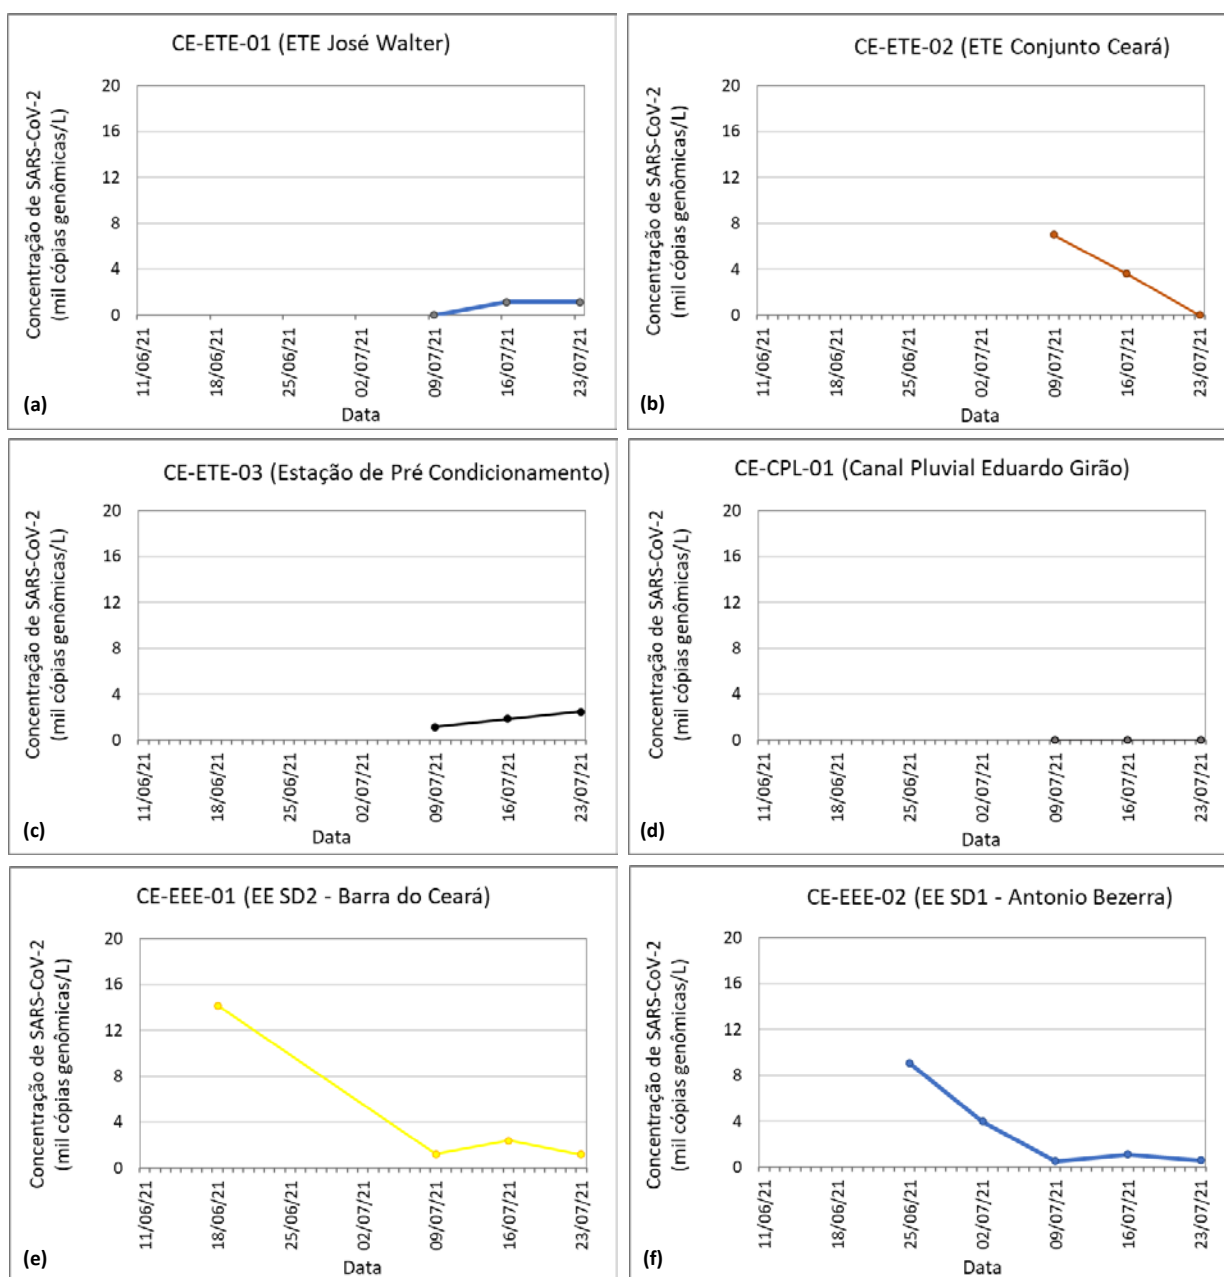 CE-ETE-01 (ETE José Walter)
Concentração de SARS-CoV-2
(mil cópias genômicas/L)
20
16
12
8
4
0
11/06/21
18/06/21
25/06/21
02/07/21
09/07/21
16/07/21
23/07/21
Data
(a)
CE-ETE-02 (ETE Conjunto Ceará)
Concentração de SARS-CoV-2
(mil cópias genômicas/L)
20
16
12
8
4
0
11/06/21
18/06/21
25/06/21
02/07/21
09/07/21
16/07/21
23/07/21
Data
(b)
CE-ETE-03 (Estação de Pré Condicionamento)
Concentração de SARS-CoV-2
(mil cópias genômicas/L)
20
16
12
8
4
0
11/06/21
18/06/21
25/06/21
02/07/21
09/07/21
16/07/21
23/07/21
Data
(c)
CE-CPL-01 (Canal Pluvial Eduardo Girão)
Concentração de SARS-CoV-2
(mil cópias genômicas/L)
20
16
12
8
4
0
11/06/21
18/06/21
25/06/21
02/07/21
09/07/21
16/07/21
23/07/21
Data
(d)
CE-EEE-01 (EE SD2 - Barra do Ceará)
Concentração de SARS-CoV-2
(mil cópias genômicas/L)
20
16
12
8
4
0
11/06/21
18/06/21
25/06/21
02/07/21
09/07/21
16/07/21
23/07/21
Data
(e)
CE-EEE-02 (EE SD1 - Antonio Bezerra)
Concentração de SARS-CoV-2
(mil cópias genômicas/L)
20
16
12
8
4
0
11/06/21
18/06/21
25/06/21
02/07/21
09/07/21
16/07/21
23/07/21
Data
(f)